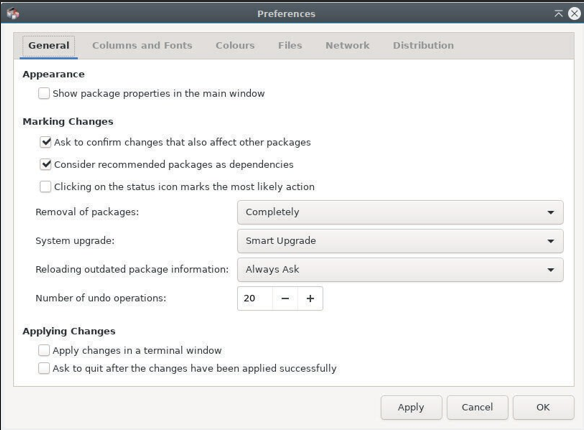 Preferences
General Columns and Fonts Colours Files Network Distribution
Appearance
Show package properties in the main window
Marking Changes
Ask to confirm changes that also affect other packages
Consider recommended packages as dependencies
Clicking on the status icon marks the most likely action
Removal of packages: Completely
System upgrade: Smart Upgrade
Reloading outdated package information: Always Ask
Number of undo operations: 20 − +
Applying Changes
Apply changes in a terminal window
Ask to quit after the changes have been applied successfully
Apply Cancel OK